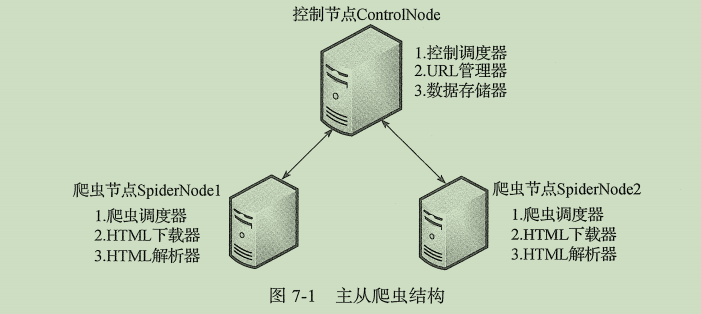 控制节点ControlNode
1.控制调度器
2.URL管理器
3.数据存储器
爬虫节点SpiderNode1
1.爬虫调度器
2.HTML下载器
3.HTML解析器
爬虫节点SpiderNode2
1.爬虫调度器
2.HTML下载器
3.HTML解析器
图 7-1 主从爬虫结构